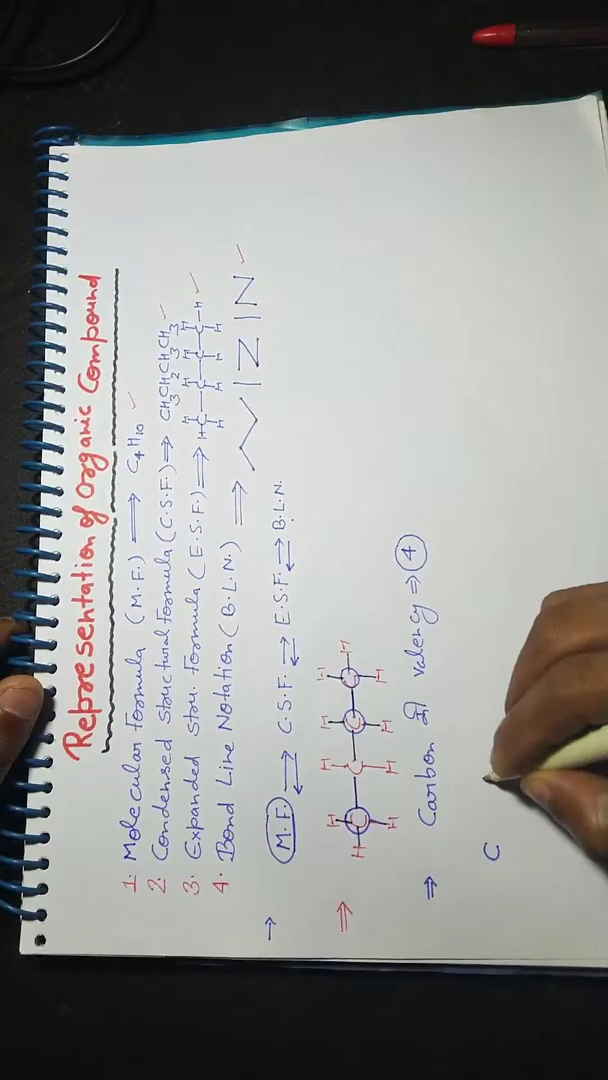 Representation of Organic Compound
1. Molecular formula (M.F.) ⟹ C4H10 ✓
2. Condensed structural formula (C.S.F.) ⟹ CH3CH2CH3CH3 ✓
3. Expanded stru. formula (E.S.F.) ⟹ H-C-C-C-C-H ✓
H H H H
H H H H
4. Bond Line Notation (B.L.N.) ⟹ ✓
→ M.F. ⇌ C.S.F. ⇌ E.S.F. ⇌ B.L.N.
H H H H
⇒ H-C-C-C-C-H
H H H H
⇒ Carbon की valency ⇒ 4
C